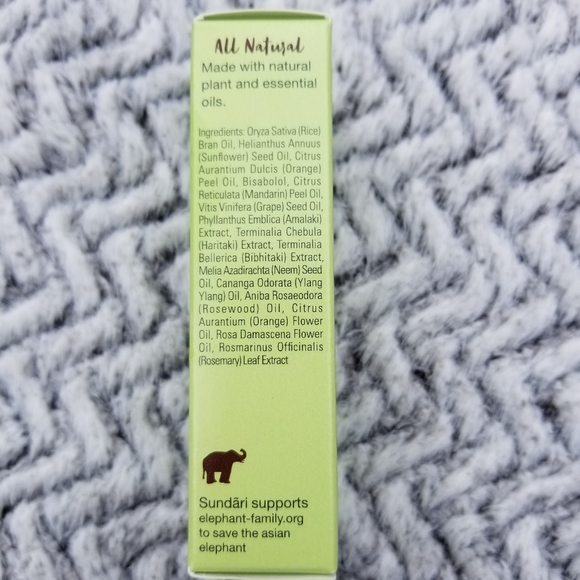 All Natural
Made with natural
plant and essential
oils.
Ingredients: Oryza Sativa (Rice)
Bran Oil, Helianthus Annuus
(Sunflower) Seed Oil, Citrus
Aurantium Dulcis (Orange)
Peel Oil, Bisabolol, Citrus
Reticulata (Mandarin) Peel Oil,
Vitis Vinifera (Grape) Seed Oil,
Phyllanthus Emblica (Amalaki)
Extract, Terminalia Chebula
(Haritaki) Extract, Terminalia
Bellerica (Bibhitaki) Extract,
Melia Azadirachta (Neem) Seed
Oil, Cananga Odorata (Ylang
Ylang) Oil, Aniba Rosaeodora
(Rosewood) Oil, Citrus
Aurantium (Orange) Flower
Oil, Rosa Damascena Flower
Oil, Rosmarinus Officinalis
(Rosemary) Leaf Extract
Sundāri supports
elephant-family.org
to save the asian
elephant